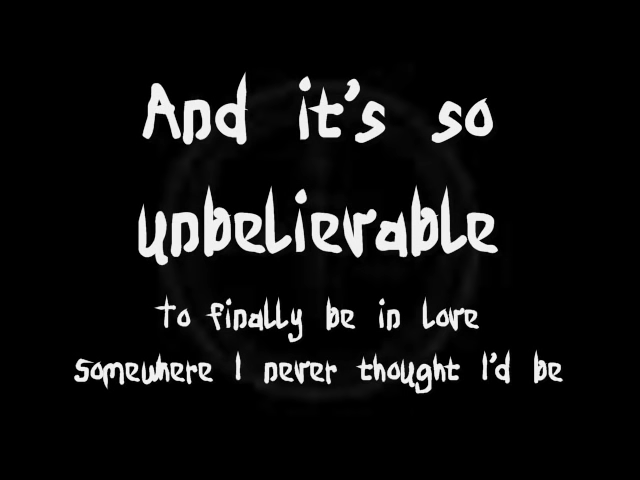 And it's so
unbelievable
to finally be in love
somewhere I never thought I'd be